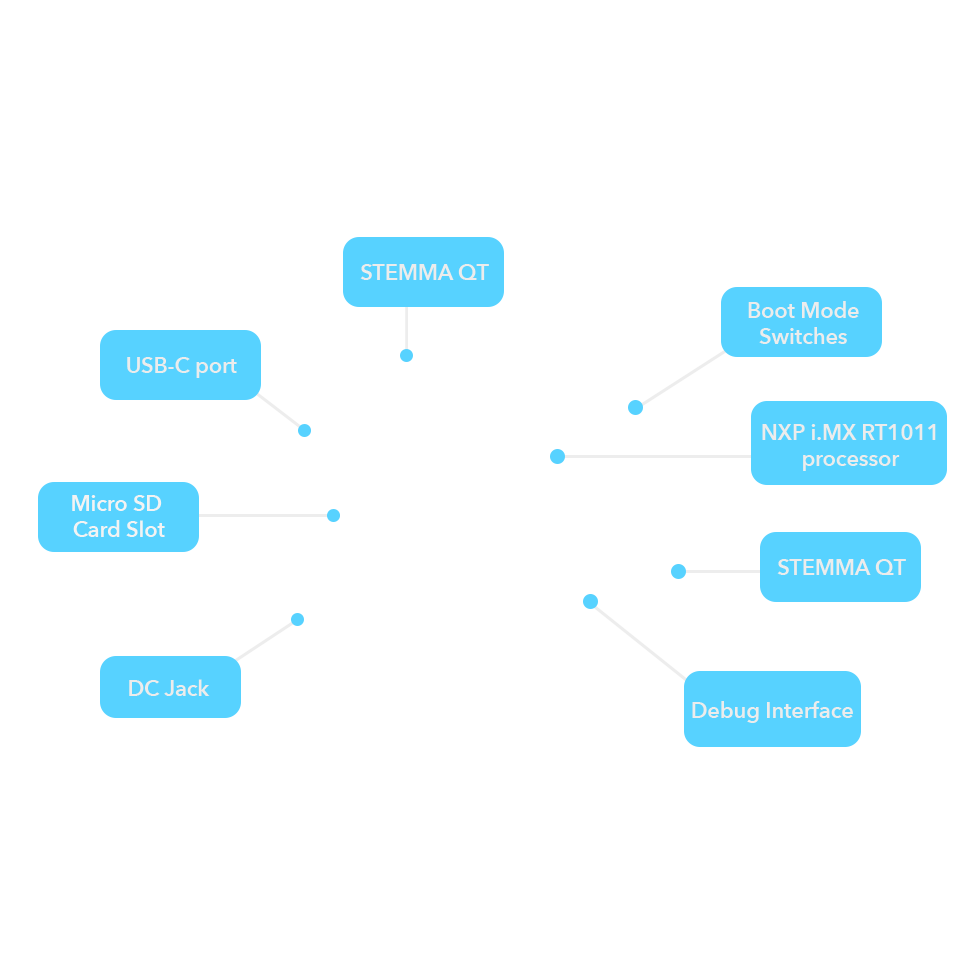 STEMMA QT
Boot Mode
Switches
USB-C port
NXP i.MX RT1011
processor
Micro SD
Card Slot
STEMMA QT
DC Jack
Debug Interface